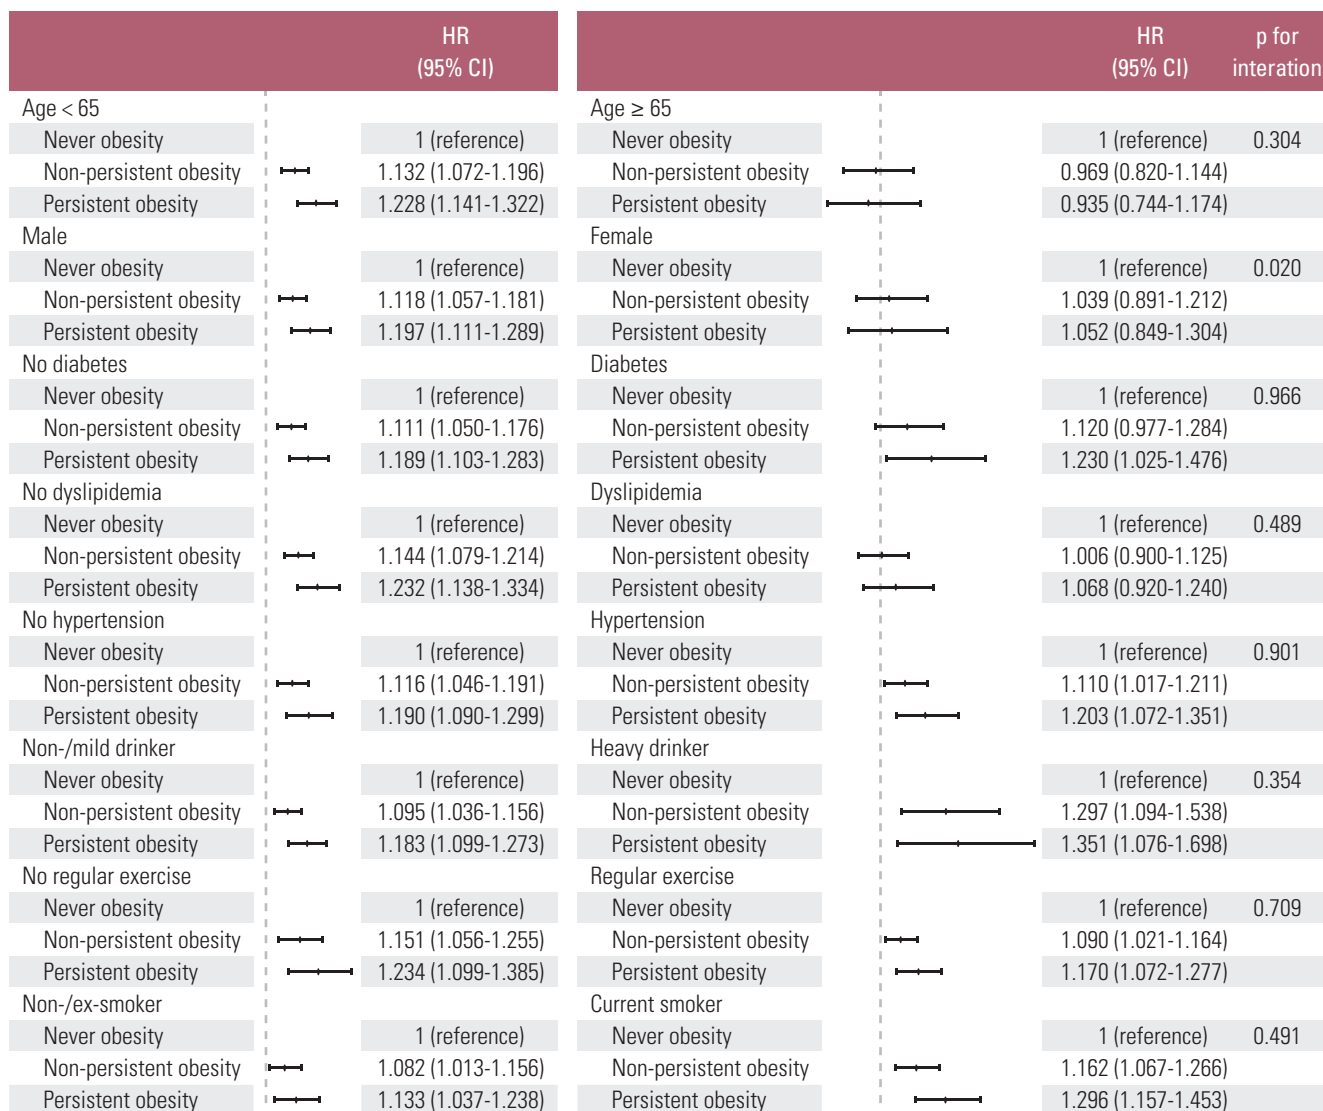 HR HR p for
(95% CI) (95% CI) interation
Age < 65 Age ≥ 65
Never obesity 1 (reference) Never obesity 1 (reference) 0.304
Non-persistent obesity 1.132 (1.072-1.196) Non-persistent obesity 0.969 (0.820-1.144)
Persistent obesity 1.228 (1.141-1.322) Persistent obesity 0.935 (0.744-1.174)
Male Female
Never obesity 1 (reference) Never obesity 1 (reference) 0.020
Non-persistent obesity 1.118 (1.057-1.181) Non-persistent obesity 1.039 (0.891-1.212)
Persistent obesity 1.197 (1.111-1.289) Persistent obesity 1.052 (0.849-1.304)
No diabetes Diabetes
Never obesity 1 (reference) Never obesity 1 (reference) 0.966
Non-persistent obesity 1.111 (1.050-1.176) Non-persistent obesity 1.120 (0.977-1.284)
Persistent obesity 1.189 (1.103-1.283) Persistent obesity 1.230 (1.025-1.476)
No dyslipidemia Dyslipidemia
Never obesity 1 (reference) Never obesity 1 (reference) 0.489
Non-persistent obesity 1.144 (1.079-1.214) Non-persistent obesity 1.006 (0.900-1.125)
Persistent obesity 1.232 (1.138-1.334) Persistent obesity 1.068 (0.920-1.240)
No hypertension Hypertension
Never obesity 1 (reference) Never obesity 1 (reference) 0.901
Non-persistent obesity 1.116 (1.046-1.191) Non-persistent obesity 1.110 (1.017-1.211)
Persistent obesity 1.190 (1.090-1.299) Persistent obesity 1.203 (1.072-1.351)
Non-/mild drinker Heavy drinker
Never obesity 1 (reference) Never obesity 1 (reference) 0.354
Non-persistent obesity 1.095 (1.036-1.156) Non-persistent obesity 1.297 (1.094-1.538)
Persistent obesity 1.183 (1.099-1.273) Persistent obesity 1.351 (1.076-1.698)
No regular exercise Regular exercise
Never obesity 1 (reference) Never obesity 1 (reference) 0.709
Non-persistent obesity 1.151 (1.056-1.255) Non-persistent obesity 1.090 (1.021-1.164)
Persistent obesity 1.234 (1.099-1.385) Persistent obesity 1.170 (1.072-1.277)
Non-/ex-smoker Current smoker
Never obesity 1 (reference) Never obesity 1 (reference) 0.491
Non-persistent obesity 1.082 (1.013-1.156) Non-persistent obesity 1.162 (1.067-1.266)
Persistent obesity 1.133 (1.037-1.238) Persistent obesity 1.296 (1.157-1.453)